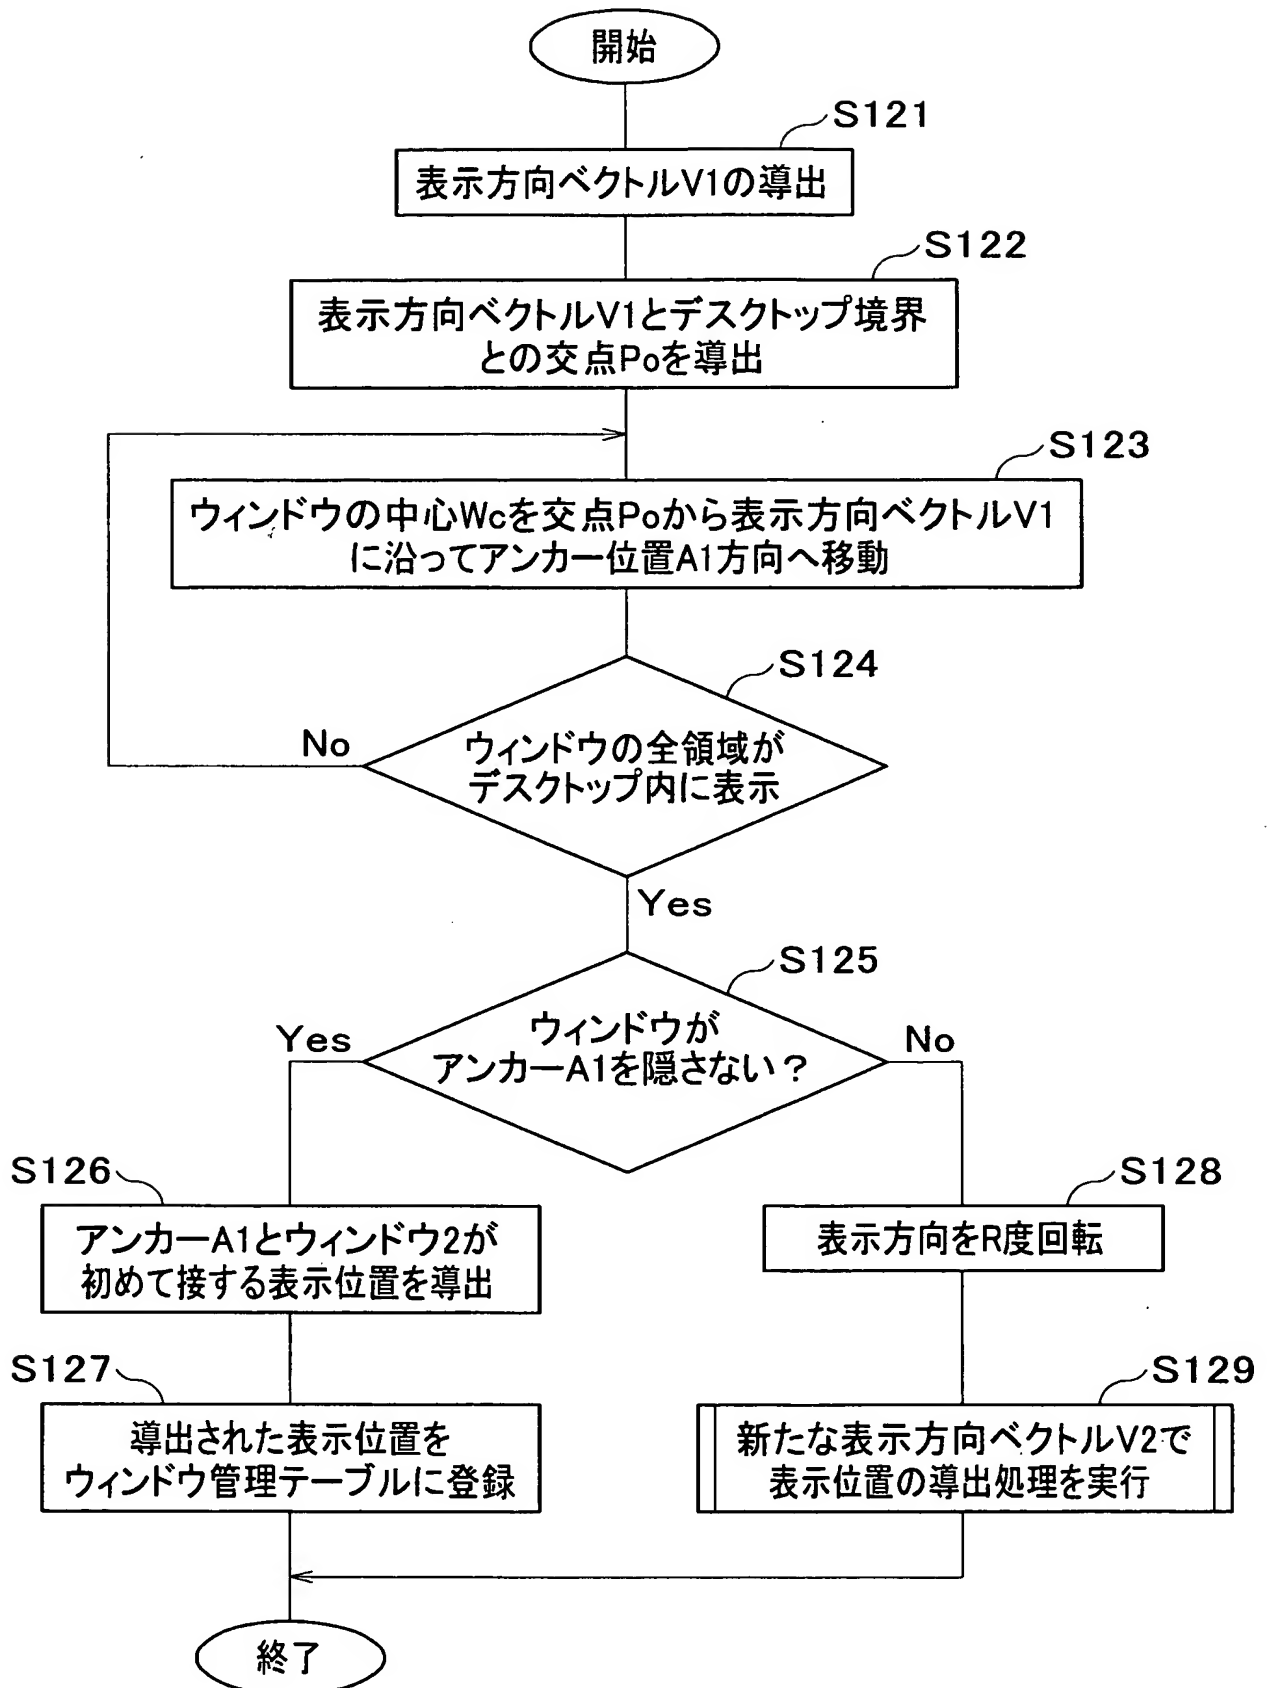 開始
S121
表示方向ベクトルV1の導出
S122
表示方向ベクトルV1とデスクトップ境界
との交点Poを導出
S123
ウィンドウの中心Wcを交点Poから表示方向ベクトルV1
に沿ってアンカー位置A1方向へ移動
S124
No
ウィンドウの全領域が
デスクトップ内に表示
Yes
S125
Yes
ウィンドウが
アンカーA1を隠さない?
No
S126
アンカーA1とウィンドウ2が
初めて接する表示位置を導出
S128
表示方向をR度回転
S127
導出された表示位置を
ウィンドウ管理テーブルに登録
S129
新たな表示方向ベクトルV2で
表示位置の導出処理を実行
終了